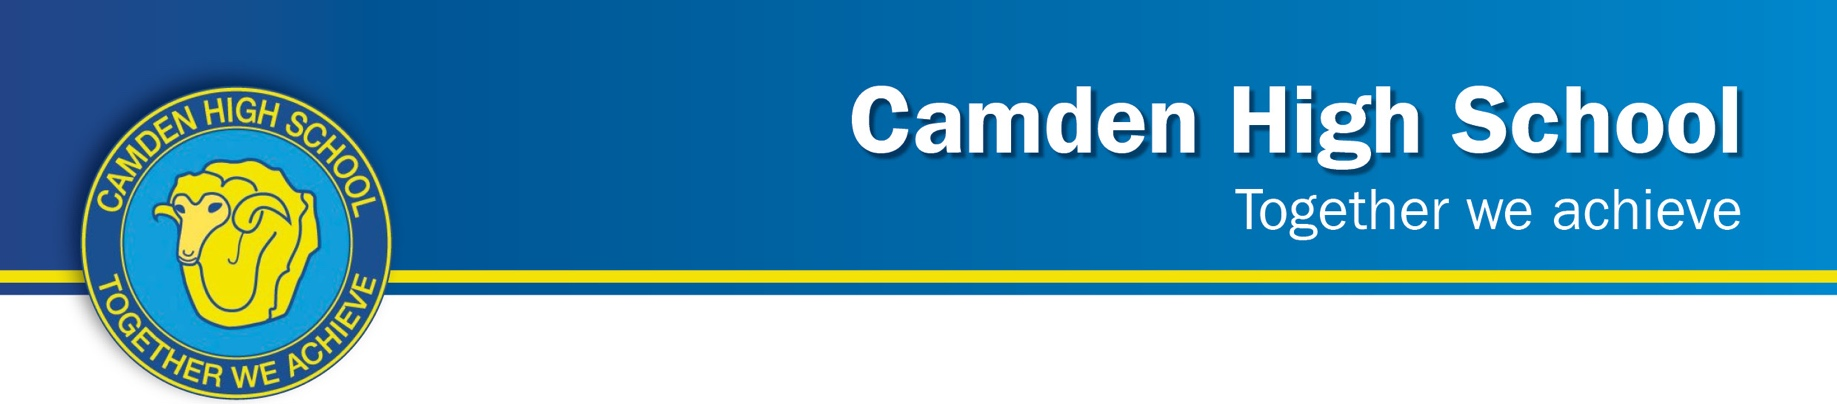 CAMDEN HIGH SCHOOL
TOGETHER WE ACHIEVE
Camden High School
Together we achieve